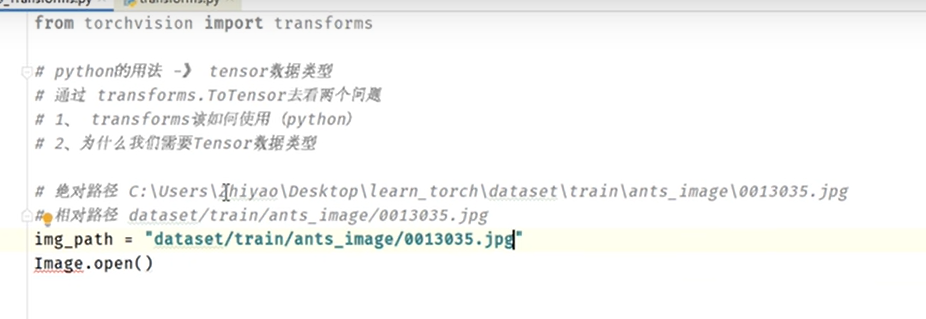 from torchvision import transforms
# python的用法 -》 tensor数据类型
# 通过 transforms.ToTensor去看两个问题
# 1、 transforms该如何使用（python）
# 2、为什么我们需要Tensor数据类型
# 绝对路径 C:\Users\Zhiyao\Desktop\learn_torch\dataset\train\ants_image\0013035.jpg
# 相对路径 dataset/train/ants_image/0013035.jpg
img_path = "dataset/train/ants_image/0013035.jpg"
Image.open()